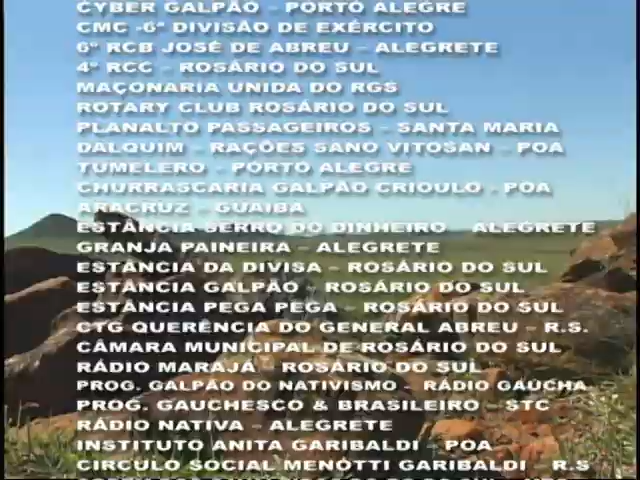 CYBER GALPÃO - PORTO ALEGRE
CMC -6ª DIVISÃO DE EXÉRCITO
6º RCB JOSÉ DE ABREU - ALEGRETE
4º RCC - ROSÁRIO DO SUL
MAÇONARIA UNIDA DO RGS
ROTARY CLUB ROSÁRIO DO SUL
PLANALTO PASSAGEIROS - SANTA MARIA
DALQUIM - RAÇÕES SANO VITOSAN - POA
TUMELERO - PORTO ALEGRE
CHURRASCARIA GALPÃO CRIOULO - POA
ARACRUZ - GUAIBA
ESTÂNCIA SERRO DO DINHEIRO - ALEGRETE
GRANJA PAINEIRA - ALEGRETE
ESTÂNCIA DA DIVISA - ROSÁRIO DO SUL
ESTÂNCIA GALPÃO - ROSÁRIO DO SUL
ESTÂNCIA PEGA PEGA - ROSÁRIO DO SUL
CTG QUERÊNCIA DO GENERAL ABREU - R.S.
CÂMARA MUNICIPAL DE ROSÁRIO DO SUL
RÁDIO MARAJÁ - ROSÁRIO DO SUL
PROG. GALPÃO DO NATIVISMO - RÁDIO GAÚCHA
PROG. GAUCHESCO & BRASILEIRO - STC
RÁDIO NATIVA - ALEGRETE
INSTITUTO ANITA GARIBALDI - POA
CIRCULO SOCIAL MENOTTI GARIBALDI - R.S